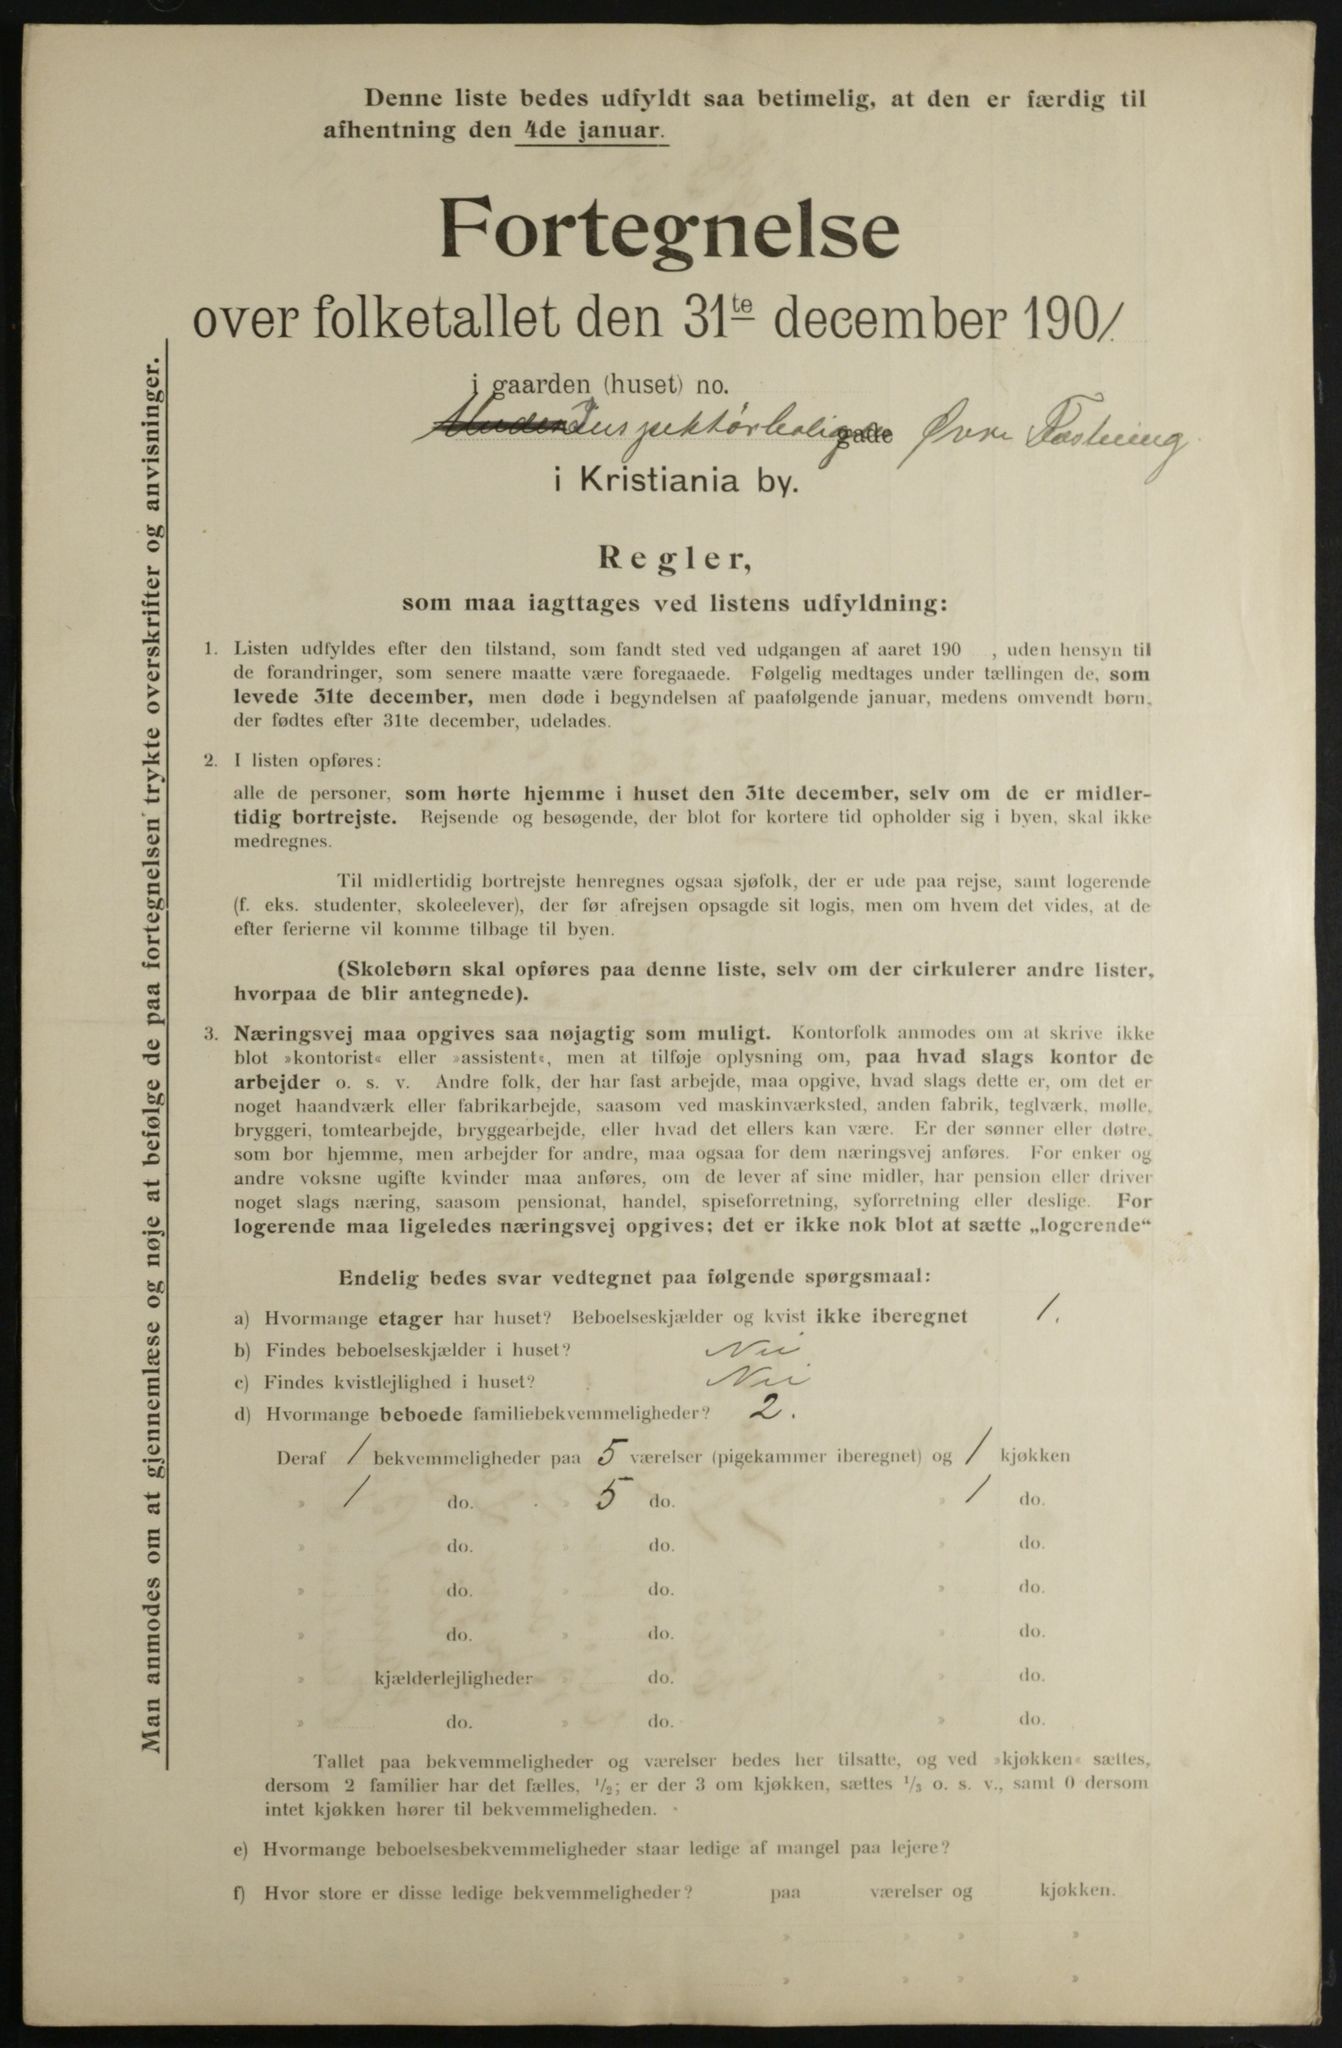 Denne liste bedes udfyldt saa betimelig, at den er færdig til
afhentning den 4de januar.
Fortegnelse
over folketallet den 31te december 1901.
i gaarden (huset) no.
Inspektørbolig gade Øvre Fæstning
i Kristiania by.
Regler,
som maa iagttages ved listens udfyldning:
1. Listen udfyldes efter den tilstand, som fandt sted ved udgangen af aaret 190 , uden hensyn til
de forandringer, som senere maatte være foregaaede. Følgelig medtages under tællingen de, som
levede 31te december, men døde i begyndelsen af paafølgende januar, medens omvendt børn,
der fødtes efter 31te december, udelades.
2. I listen opføres:
alle de personer, som hørte hjemme i huset den 31te december, selv om de er midler-
tidig bortrejste. Rejsende og besøgende, der blot for kortere tid opholder sig i byen, skal ikke
medregnes.
Til midlertidig bortrejste henregnes ogsaa sjøfolk, der er ude paa rejse, samt logerende
(f. eks. studenter, skoleelever), der før afrejsen opsagde sit logis, men om hvem det vides, at de
efter ferierne vil komme tilbage til byen.
(Skolebørn skal opføres paa denne liste, selv om der cirkulerer andre lister,
hvorpaa de blir antegnede).
3. Næringsvej maa opgives saa nøjagtig som muligt. Kontorfolk anmodes om at skrive ikke
blot »kontorist« eller »assistent«, men at tilføje oplysning om, paa hvad slags kontor de
arbejder o. s. v. Andre folk, der har fast arbejde, maa opgive, hvad slags dette er, om det er
noget haandværk eller fabrikarbejde, saasom ved maskinværksted, anden fabrik, teglværk, mølle,
bryggeri, tomtearbejde, bryggearbejde, eller hvad det ellers kan være. Er der sønner eller døtre,
som bor hjemme, men arbejder for andre, maa ogsaa for dem næringsvej anføres. For enker og
andre voksne ugifte kvinder maa anføres, om de lever af sine midler, har pension eller driver
noget slags næring, saasom pensionat, handel, spiseforretning, syforretning eller deslige. For
logerende maa ligeledes næringsvej opgives; det er ikke nok blot at sætte „logerende“
Endelig bedes svar vedtegnet paa følgende spørgsmaal:
a) Hvormange etager har huset? Beboelseskjælder og kvist ikke iberegnet 1.
b) Findes beboelseskjælder i huset? Nei
c) Findes kvistlejlighed i huset? Nei
d) Hvormange beboede familiebekvemmeligheder? 2.
Deraf 1 bekvemmeligheder paa 5 værelser (pigekammer iberegnet) og 1 kjøkken
» 1 do. » 5 do. » 1 do.
» do. » do. » do.
» do. » do. » do.
» do. » do. » do.
» kjælderlejligheder » do. » do.
» do. » do. » do.
Tallet paa bekvemmeligheder og værelser bedes her tilsatte, og ved »kjøkken« sættes,
dersom 2 familier har det fælles, 1/2; er der 3 om kjøkken, sættes 1/3 o. s. v., samt 0 dersom
intet kjøkken hører til bekvemmeligheden.
e) Hvormange beboelsesbekvemmeligheder staar ledige af mangel paa lejere?
f) Hvor store er disse ledige bekvemmeligheder? paa værelser og kjøkken.
» » » »
» » » »
Man anmodes om at gjennemlæse og nøje at befølge de paa fortegnelsen trykte overskrifter og anvisninger.